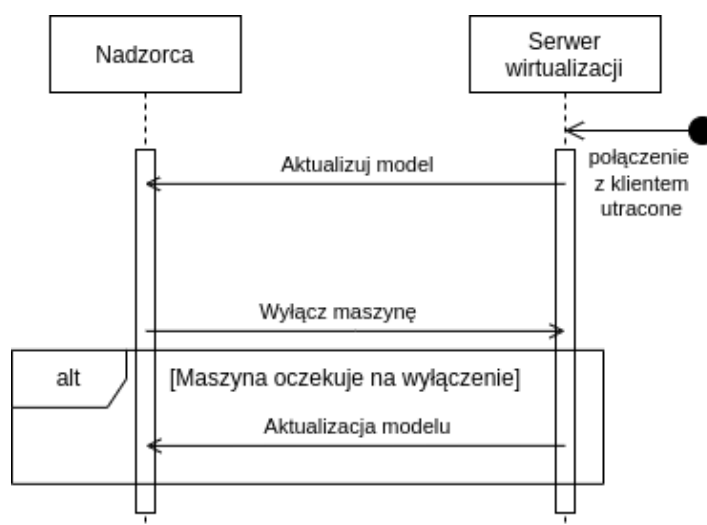 Nadzorca
Serwer
wirtualizacji
połączenie
z klientem
utracone
Aktualizuj model
Wyłącz maszynę
alt
[Maszyna oczekuje na wyłączenie]
Aktualizacja modelu